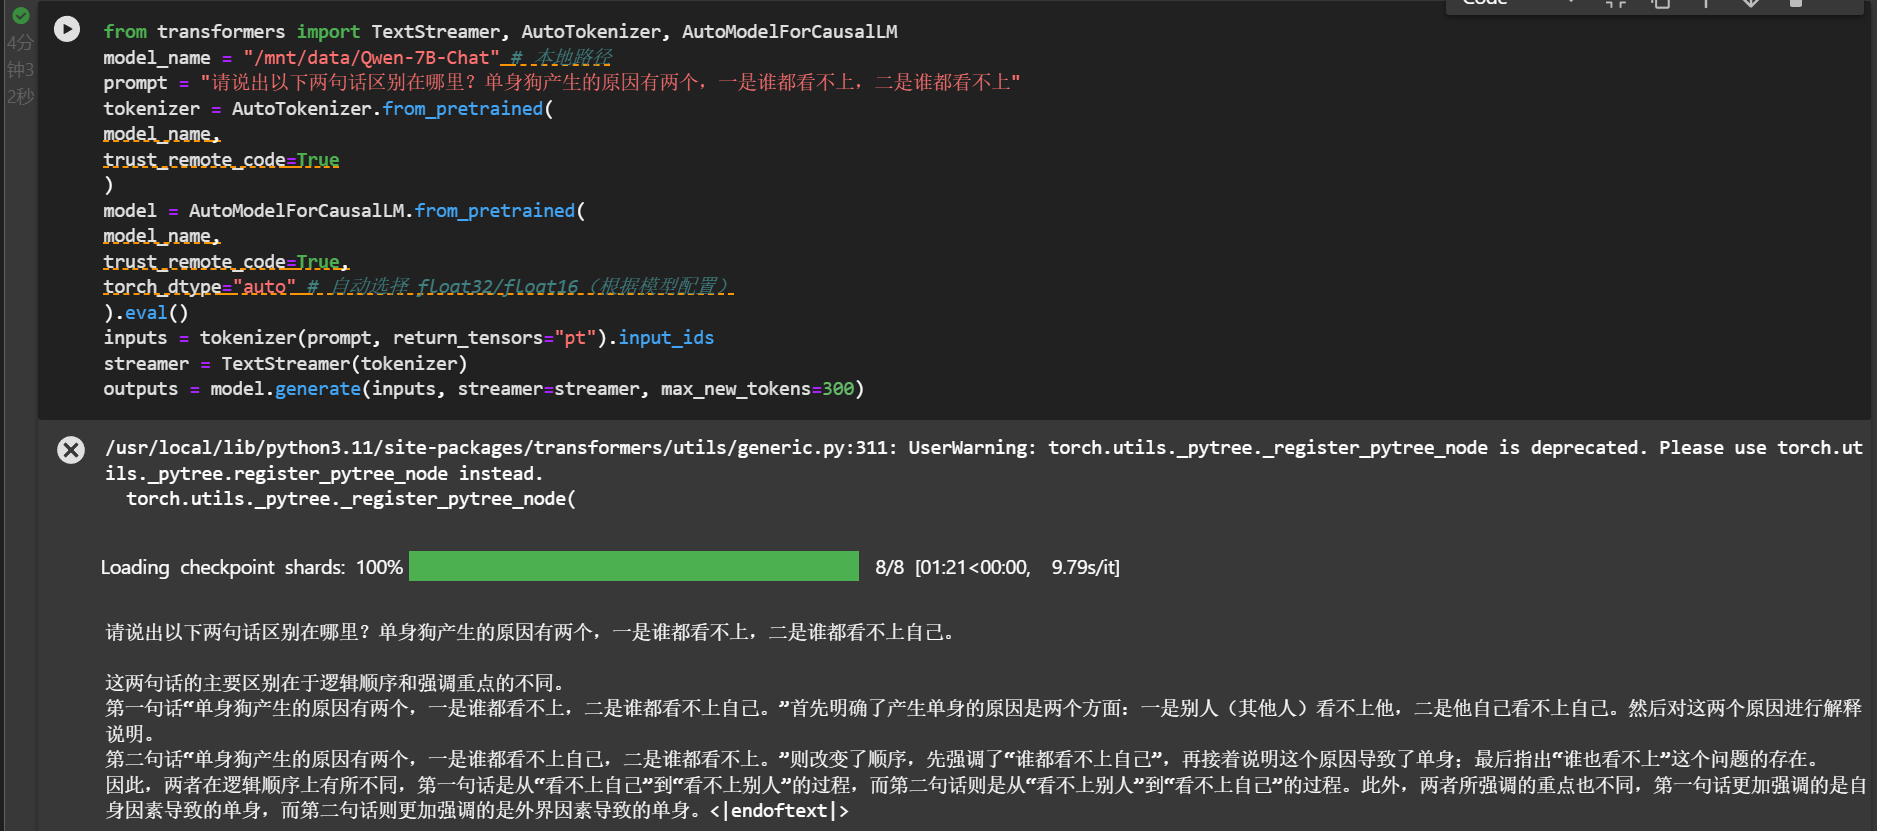 Code
4分
钟3
2秒
from transformers import TextStreamer, AutoTokenizer, AutoModelForCausalLM
model_name = "/mnt/data/Qwen-7B-Chat" # 本地路径
prompt = "请说出以下两句话区别在哪里？单身狗产生的原因有两个，一是谁都看不上，二是谁都看不上"
tokenizer = AutoTokenizer.from_pretrained(
model_name,
trust_remote_code=True
)
model = AutoModelForCausalLM.from_pretrained(
model_name,
trust_remote_code=True,
torch_dtype="auto" # 自动选择 float32/float16（根据模型配置）
).eval()
inputs = tokenizer(prompt, return_tensors="pt").input_ids
streamer = TextStreamer(tokenizer)
outputs = model.generate(inputs, streamer=streamer, max_new_tokens=300)
/usr/local/lib/python3.11/site-packages/transformers/utils/generic.py:311: UserWarning: torch.utils._pytree._register_pytree_node is deprecated. Please use torch.ut
ils._pytree.register_pytree_node instead.
  torch.utils._pytree._register_pytree_node(
Loading checkpoint shards: 100% 8/8 [01:21<00:00, 9.79s/it]
请说出以下两句话区别在哪里？单身狗产生的原因有两个，一是谁都看不上，二是谁都看不上自己。
这两句话的主要区别在于逻辑顺序和强调重点的不同。
第一句话“单身狗产生的原因有两个，一是谁都看不上，二是谁都看不上自己。”首先明确了产生单身的原因是两个方面：一是别人（其他人）看不上他，二是他自己看不上自己。然后对这两个原因进行解释
说明。
第二句话“单身狗产生的原因有两个，一是谁都看不上自己，二是谁都看不上。”则改变了顺序，先强调了“谁都看不上自己”，再接着说明这个原因导致了单身；最后指出“谁也看不上”这个问题的存在。
因此，两者在逻辑顺序上有所不同，第一句话是从“看不上自己”到“看不上别人”的过程，而第二句话则是从“看不上别人”到“看不上自己”的过程。此外，两者所强调的重点也不同，第一句话更加强调的是自
身因素导致的单身，而第二句话则更加强调的是外界因素导致的单身。<|endoftext|>